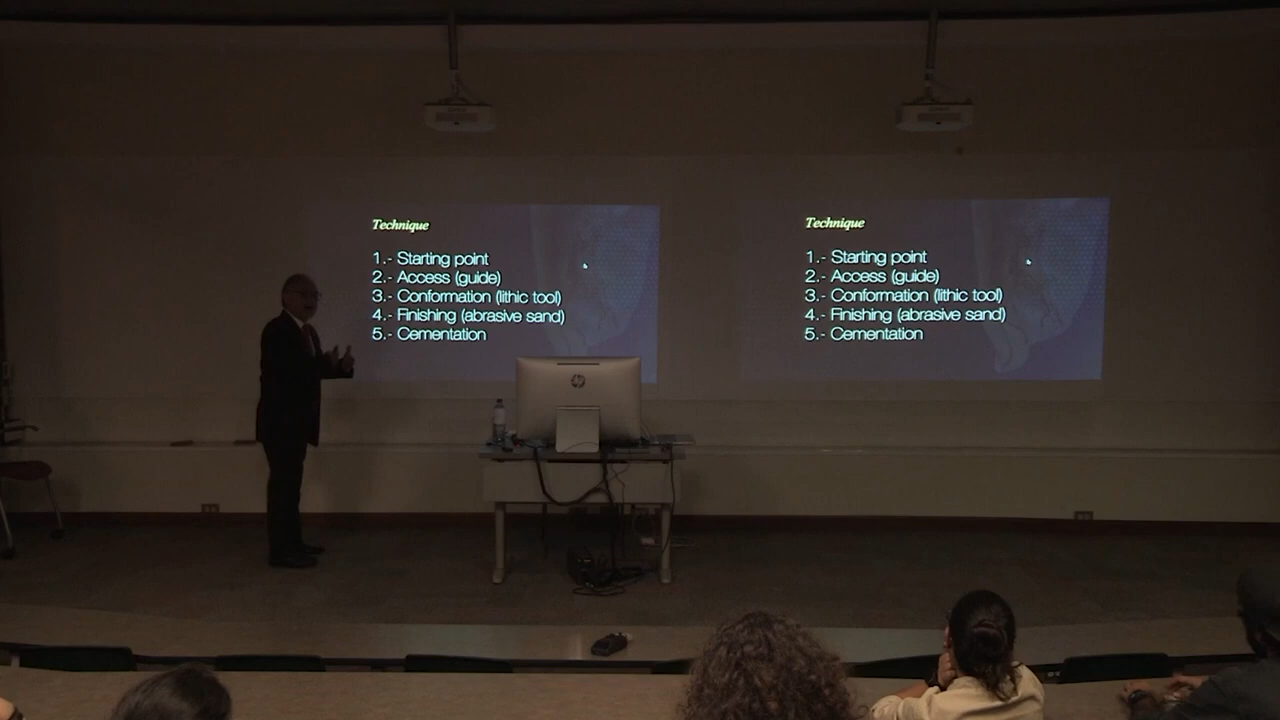 Technique
1.- Starting point
2.- Access (guide)
3.- Conformation (lithic tool)
4.- Finishing (abrasive sand)
5.- Cementation
Technique
1.- Starting point
2.- Access (guide)
3.- Conformation (lithic tool)
4.- Finishing (abrasive sand)
5.- Cementation
hp